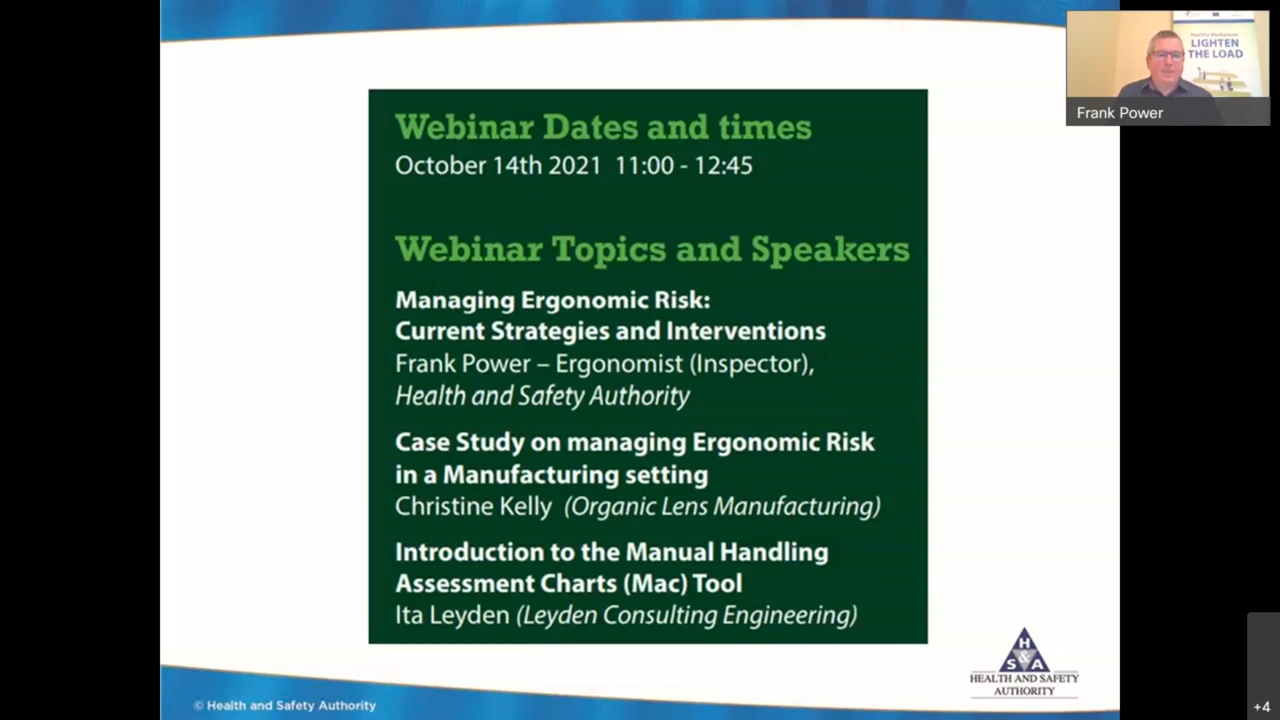 Webinar Dates and times
October 14th 2021 11:00 - 12:45
Webinar Topics and Speakers
Managing Ergonomic Risk:
Current Strategies and Interventions
Frank Power – Ergonomist (Inspector),
Health and Safety Authority
Case Study on managing Ergonomic Risk
in a Manufacturing setting
Christine Kelly (Organic Lens Manufacturing)
Introduction to the Manual Handling
Assessment Charts (Mac) Tool
Ita Leyden (Leyden Consulting Engineering)
Healthy Workplaces
LIGHTEN
THE LOAD
Frank Power
H
&
S A
HEALTH AND SAFETY
AUTHORITY
© Health and Safety Authority
+4